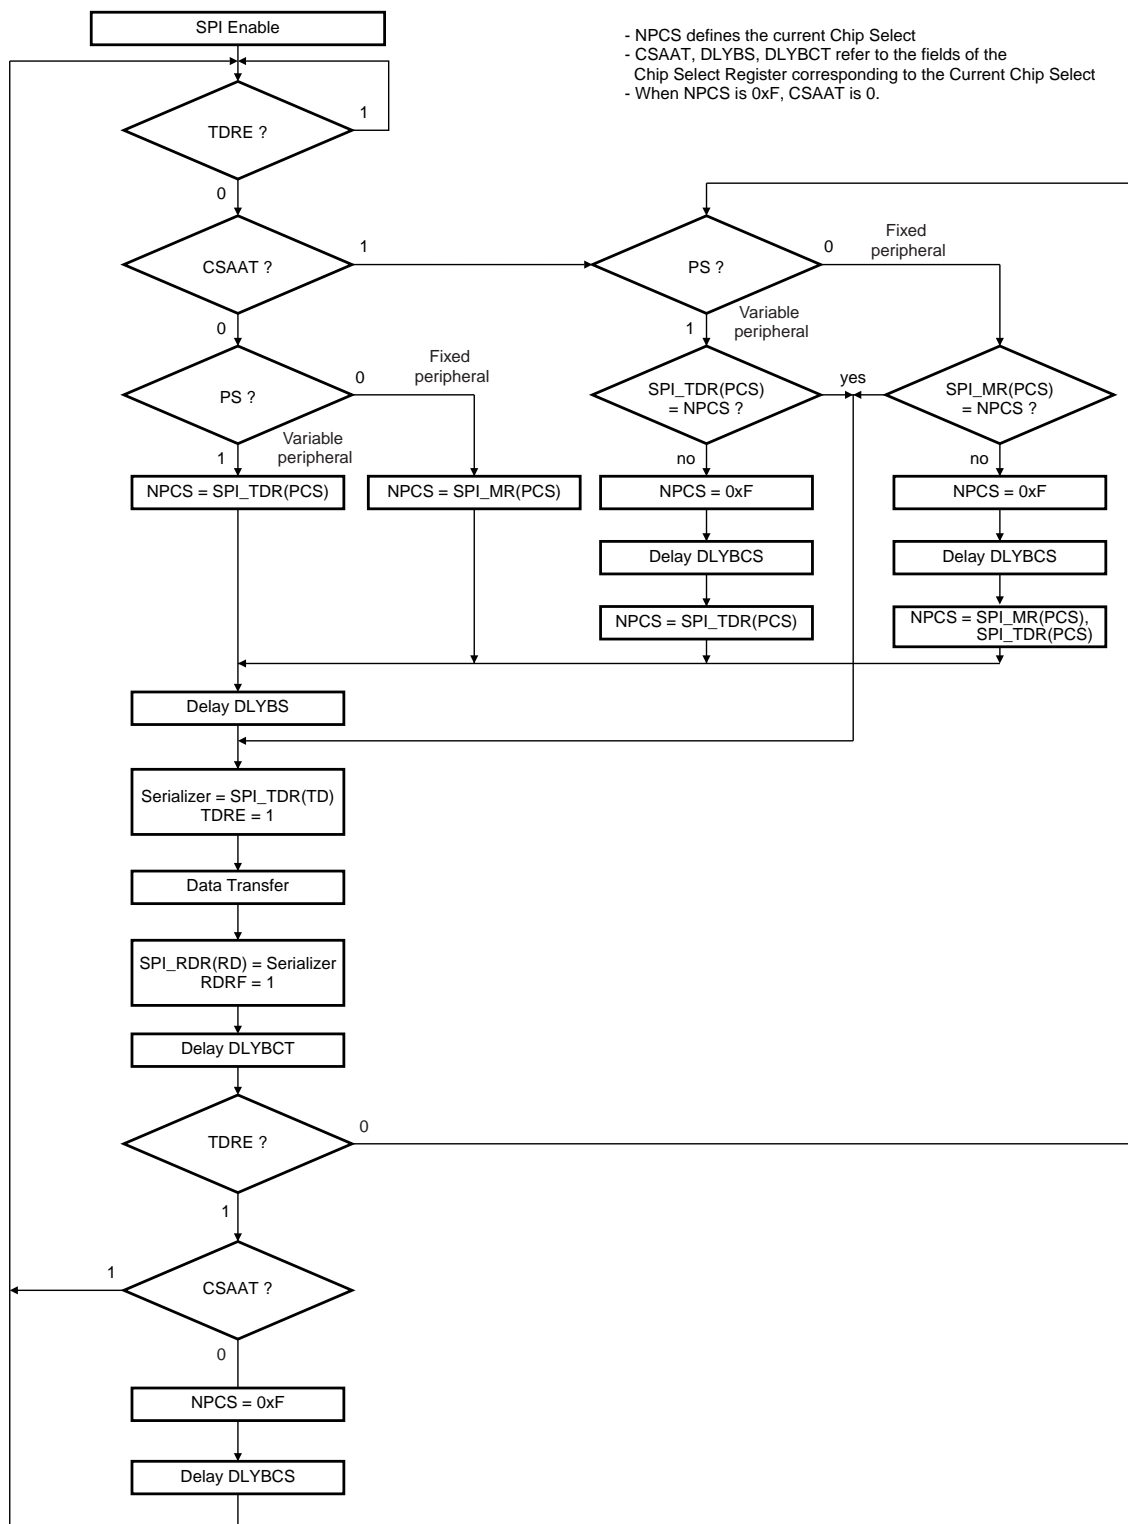 SPI Enable
- NPCS defines the current Chip Select
- CSAAT, DLYBS, DLYBCT refer to the fields of the
Chip Select Register corresponding to the Current Chip Select
- When NPCS is 0xF, CSAAT is 0.
1
TDRE ?
0
CSAAT ?
1
PS ?
0
Fixed
peripheral
0
1
Variable
peripheral
PS ?
0
Fixed
peripheral
SPI_TDR(PCS)
= NPCS ?
yes
SPI_MR(PCS)
= NPCS ?
1
Variable
peripheral
no
no
NPCS = SPI_TDR(PCS)
NPCS = SPI_MR(PCS)
NPCS = 0xF
NPCS = 0xF
Delay DLYBCS
Delay DLYBCS
NPCS = SPI_TDR(PCS)
NPCS = SPI_MR(PCS),
SPI_TDR(PCS)
Delay DLYBS
Serializer = SPI_TDR(TD)
TDRE = 1
Data Transfer
SPI_RDR(RD) = Serializer
RDRF = 1
Delay DLYBCT
TDRE ?
0
1
1
CSAAT ?
0
NPCS = 0xF
Delay DLYBCS